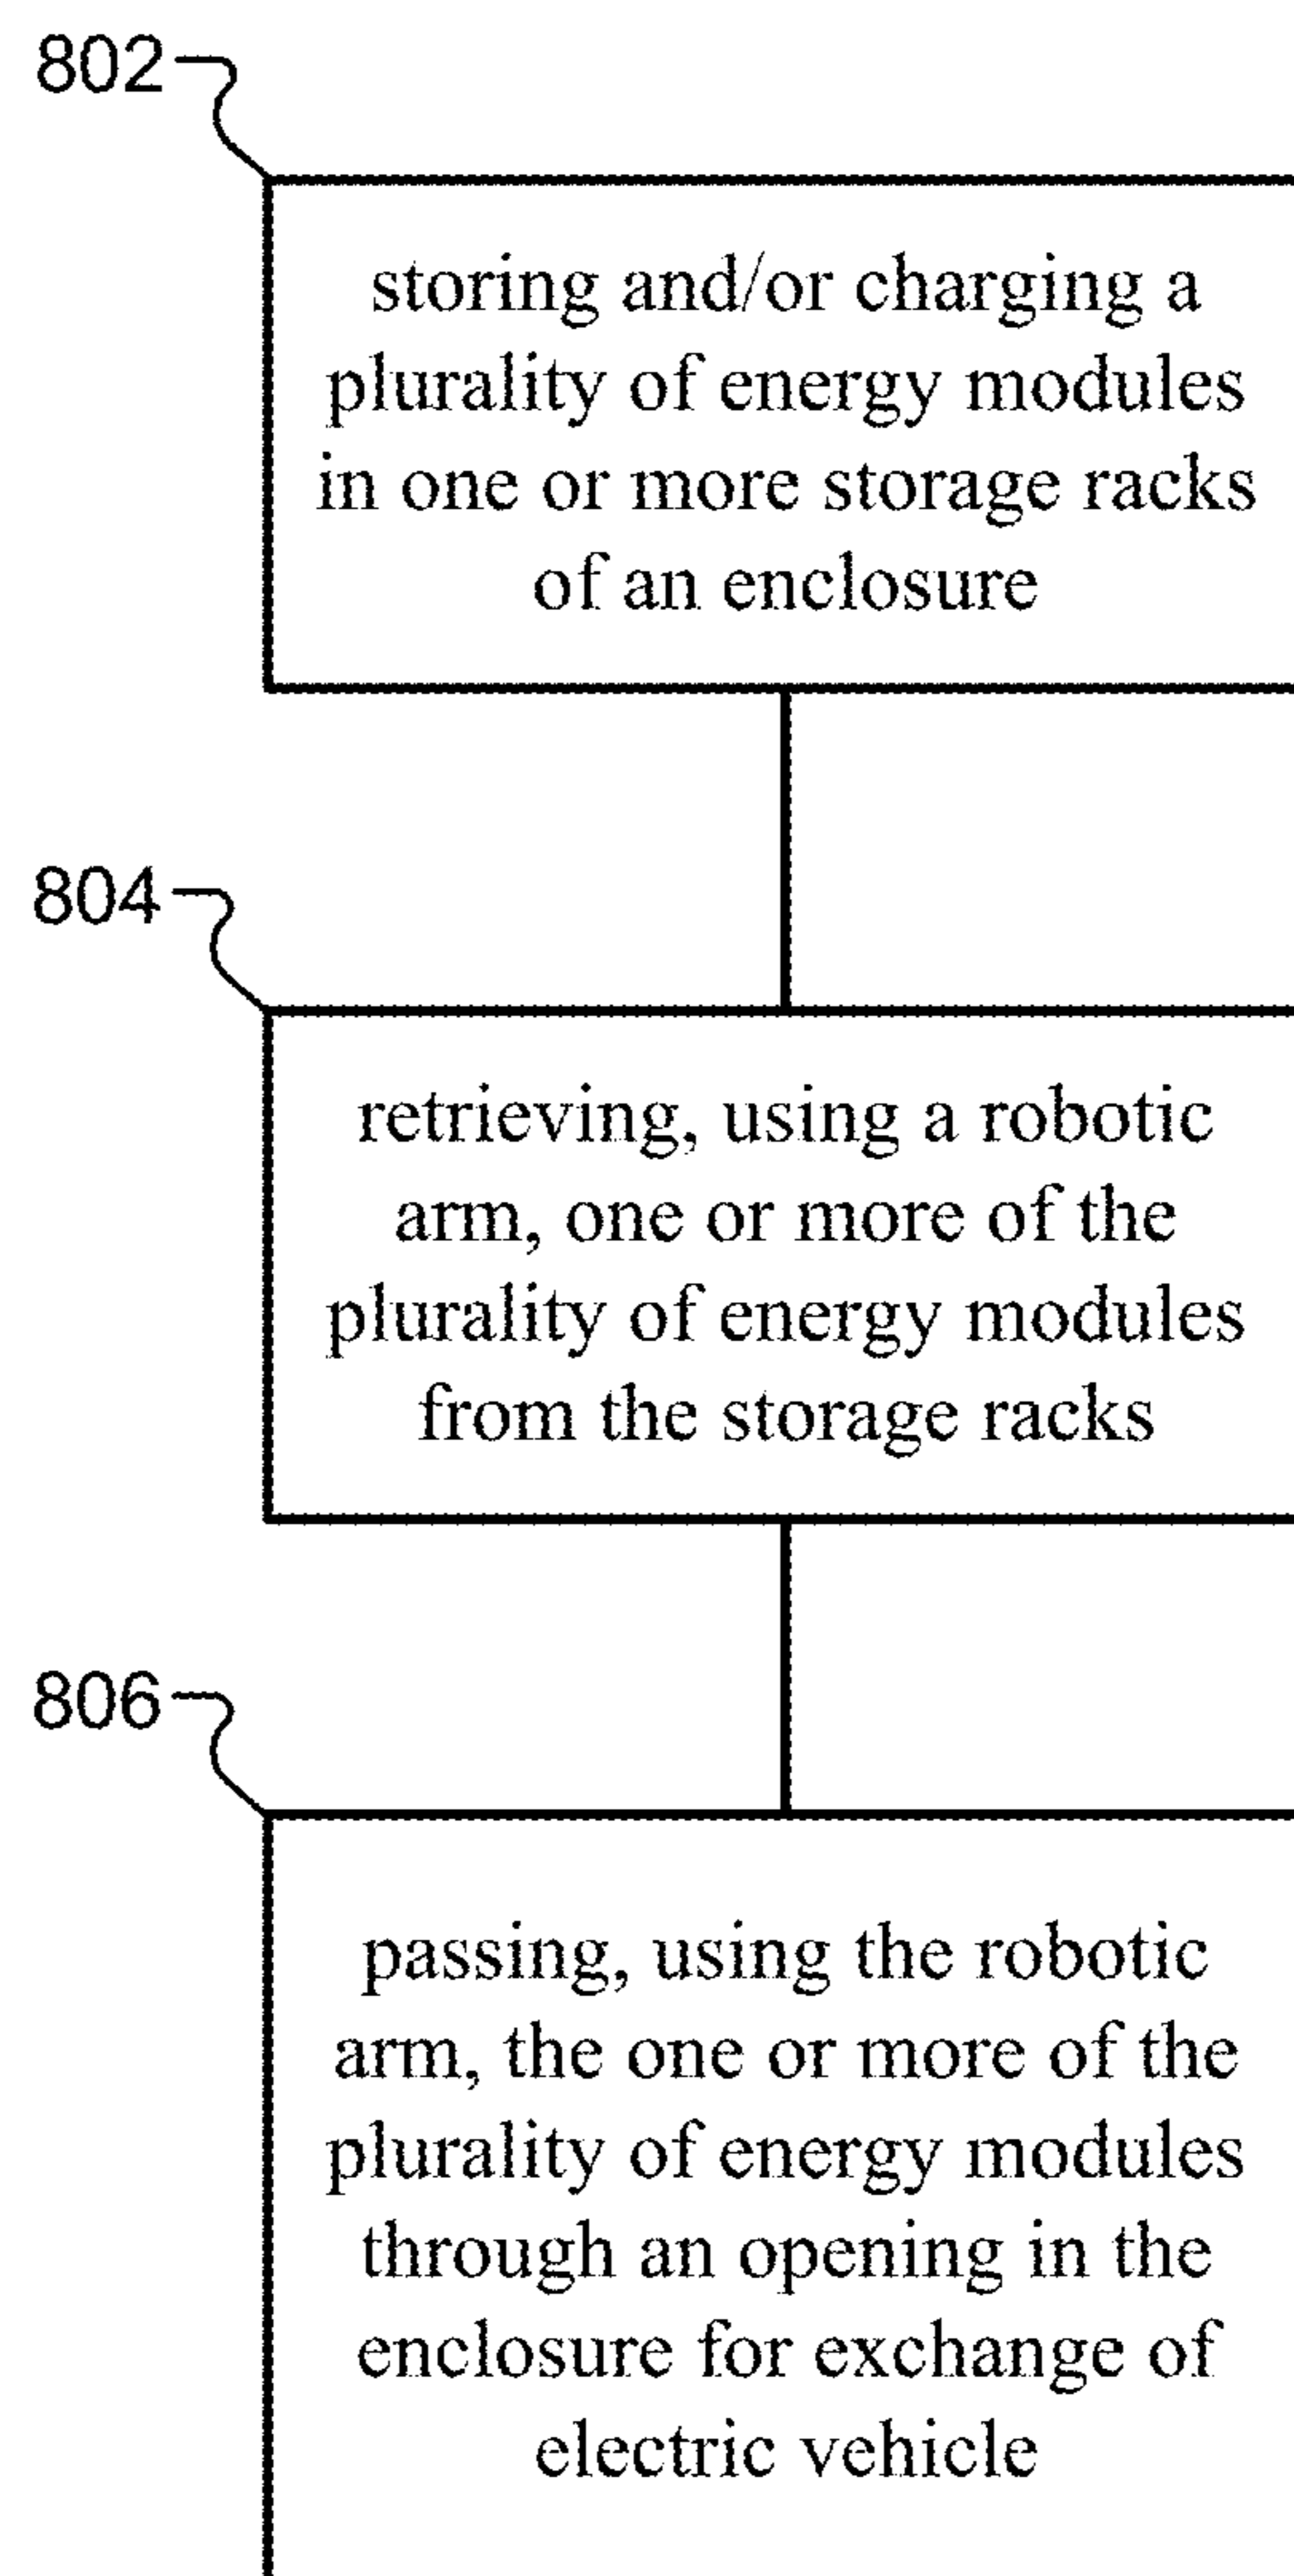 802
storing and/or charging a
plurality of energy modules
in one or more storage racks
of an enclosure
804
retrieving, using a robotic
arm, one or more of the
plurality of energy modules
from the storage racks
806
passing, using the robotic
arm, the one or more of the
plurality of energy modules
through an opening in the
enclosure for exchange of
electric vehicle